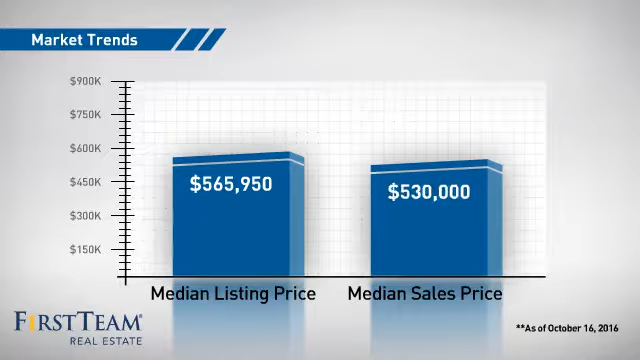 Market Trends
$900K
$750K
$600K
$450K
$300K
$150K
$565,950
$530,000
Median Listing Price
Median Sales Price
FIRSTTEAM®
REAL ESTATE
**As of October 16, 2016